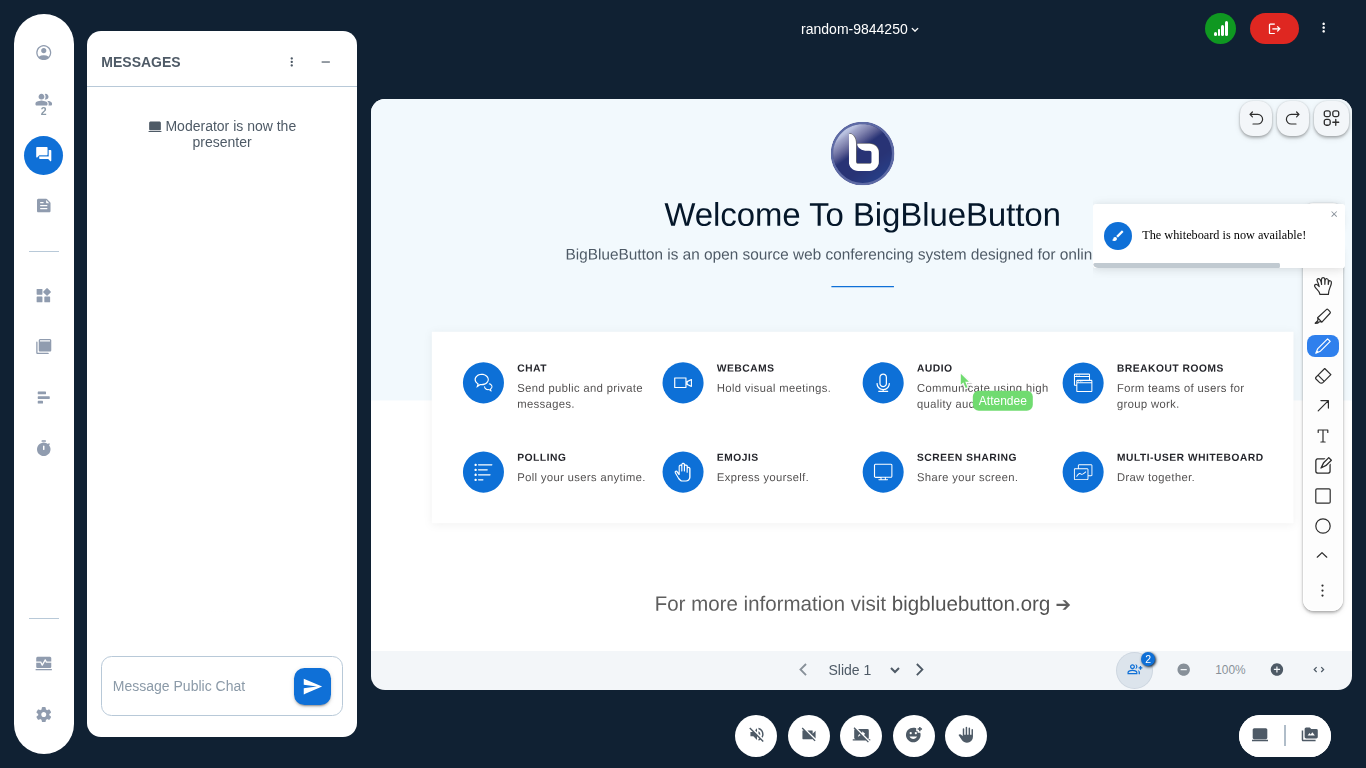 random-9844250
MESSAGES
2
Moderator is now the
presenter
Message Public Chat
Welcome To BigBlueButton
BigBlueButton is an open source web conferencing system designed for onlin
The whiteboard is now available!
CHAT
Send public and private
messages.
WEBCAMS
Hold visual meetings.
AUDIO
Communicate using high
quality
Attendee
BREAKOUT ROOMS
Form teams of users for
group work.
POLLING
Poll your users anytime.
EMOJIS
Express yourself.
SCREEN SHARING
Share your screen.
MULTI-USER WHITEBOARD
Draw together.
For more information visit bigbluebutton.org ➔
Slide 1
2
100%